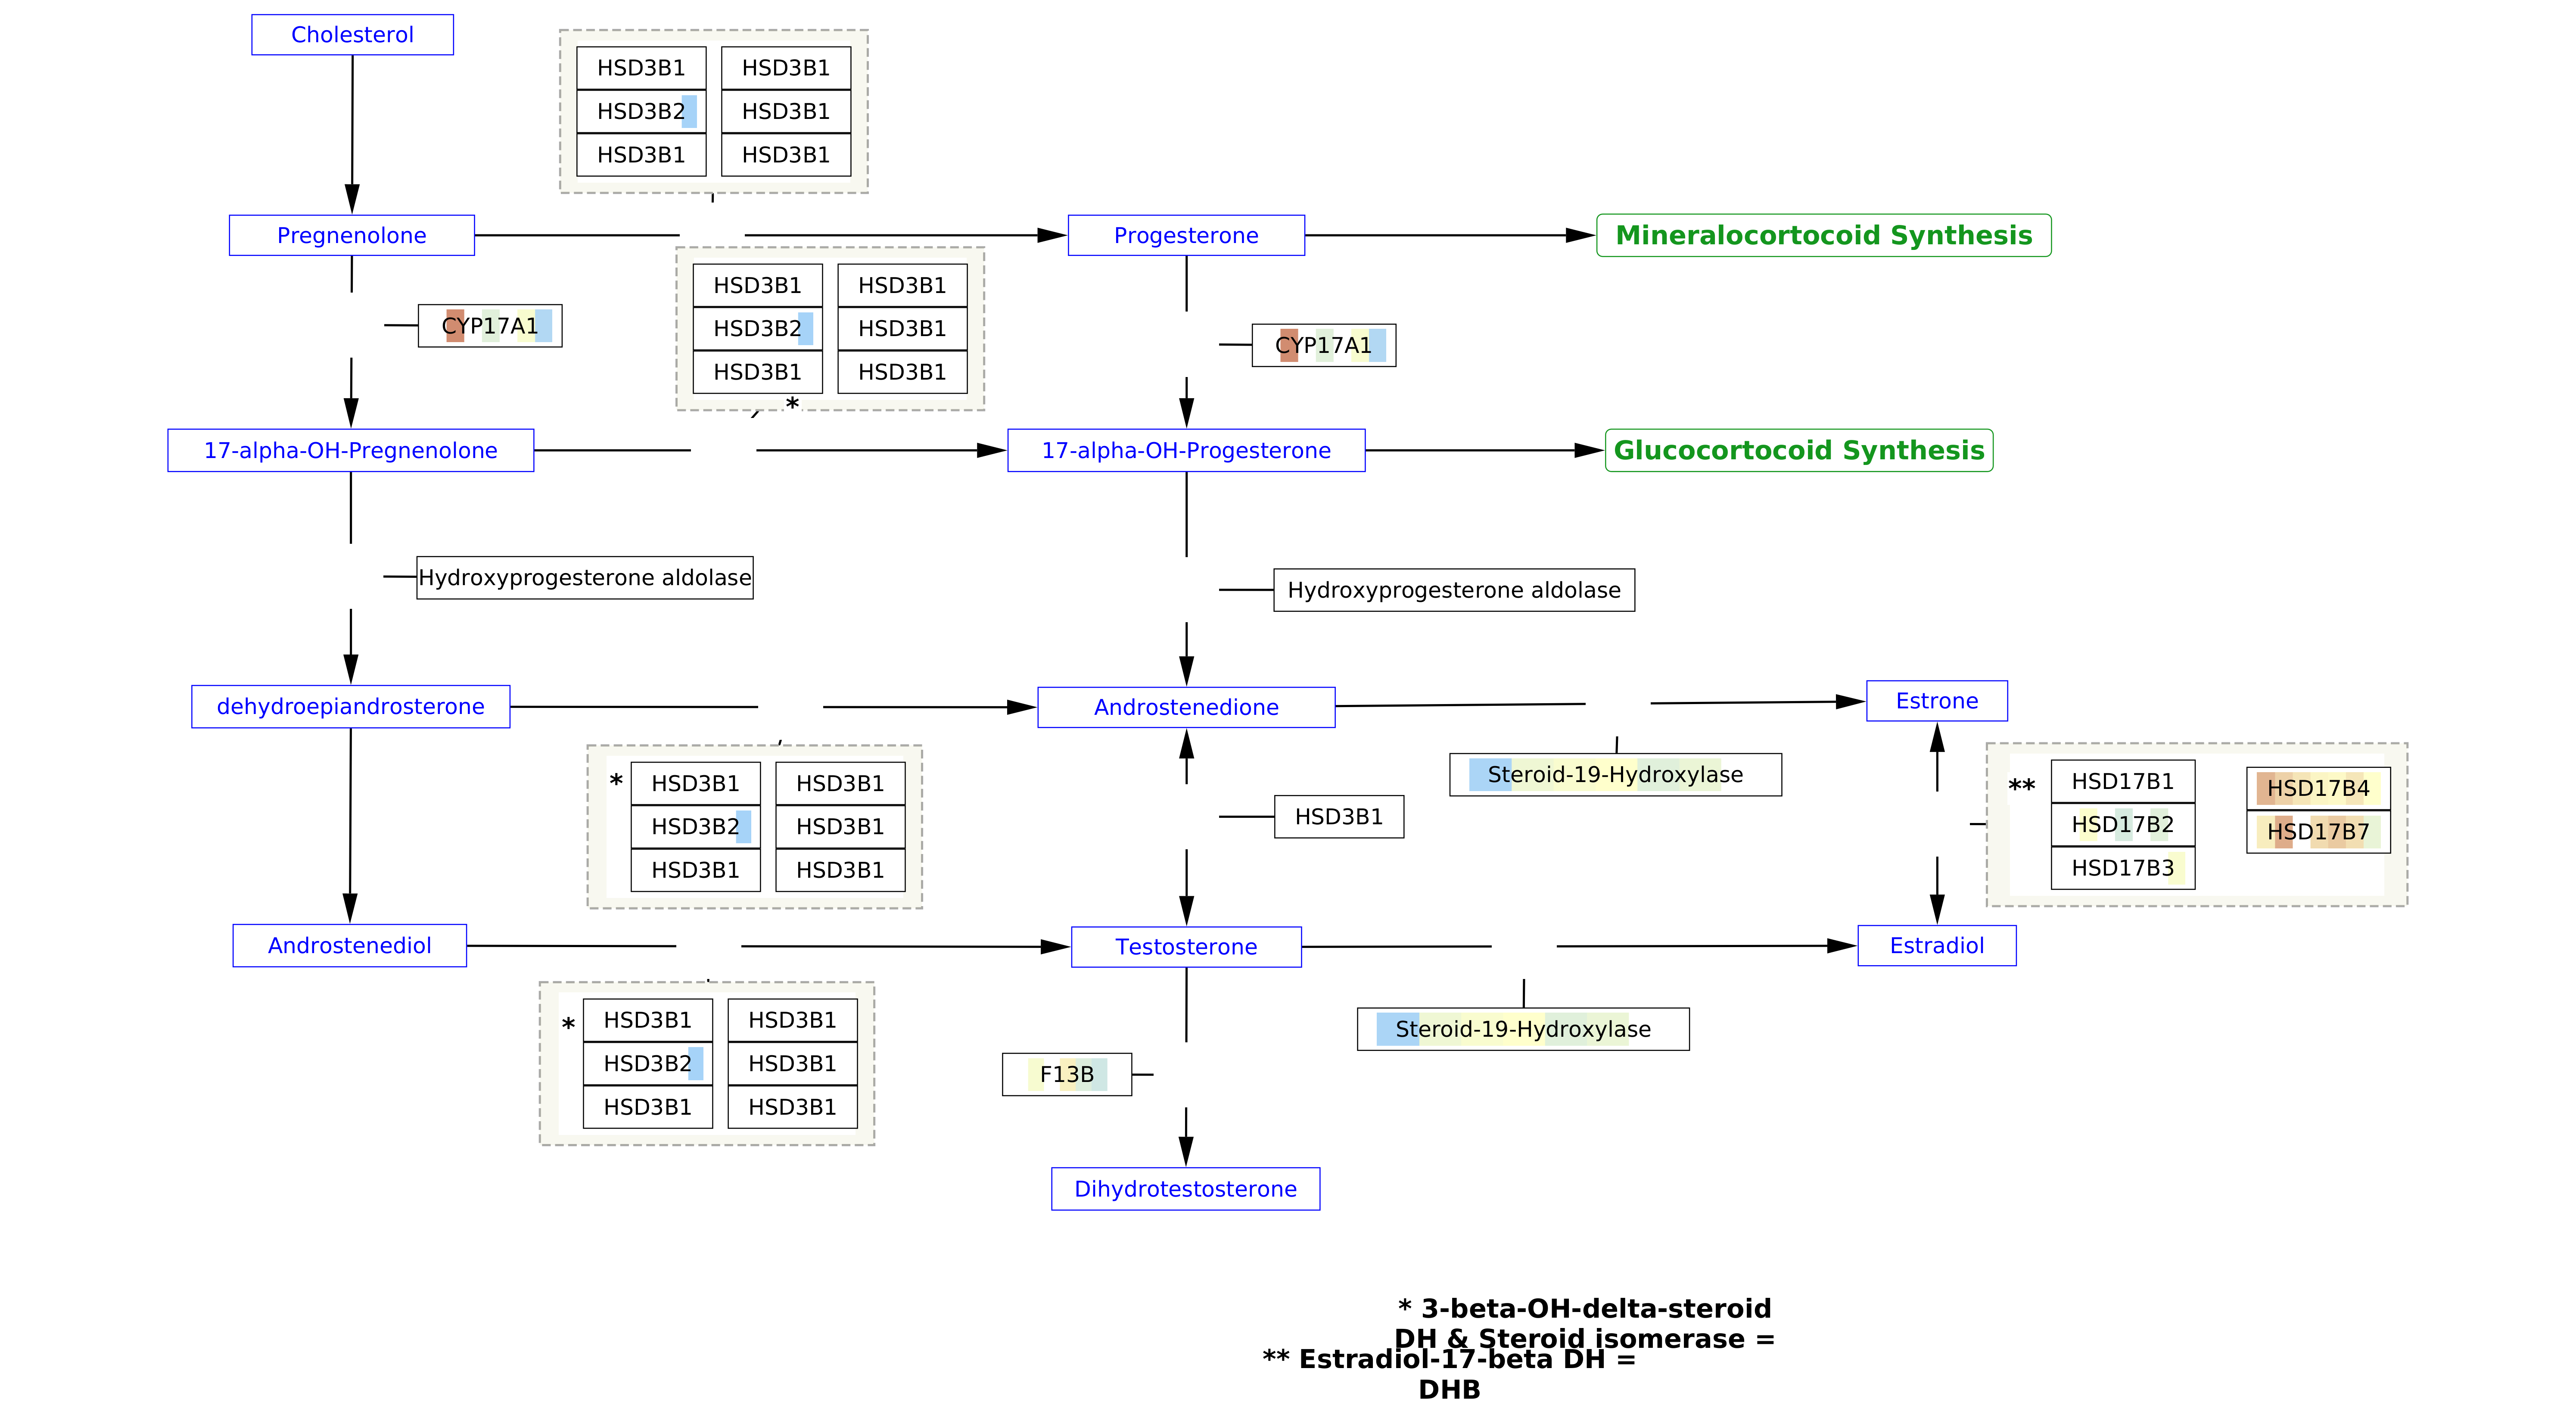 Cholesterol
HSD3B1 HSD3B1
HSD3B2 HSD3B1
HSD3B1 HSD3B1
Pregnenolone
Progesterone
Mineralocortocoid Synthesis
HSD3B1 HSD3B1
HSD3B2 HSD3B1
HSD3B1 HSD3B1
*
CYP17A1
CYP17A1
17-alpha-OH-Pregnenolone
17-alpha-OH-Progesterone
Glucocortocoid Synthesis
Hydroxyprogesterone aldolase
Hydroxyprogesterone aldolase
dehydroepiandrosterone
Androstenedione
Estrone
* HSD3B1 HSD3B1
HSD3B2 HSD3B1
HSD3B1 HSD3B1
HSD3B1
Steroid-19-Hydroxylase
** HSD17B1 HSD17B4
HSD17B2 HSD17B7
HSD17B3
Androstenediol
Testosterone
Estradiol
* HSD3B1 HSD3B1
HSD3B2 HSD3B1
HSD3B1 HSD3B1
Steroid-19-Hydroxylase
F13B
Dihydrotestosterone
* 3-beta-OH-delta-steroid
DH & Steroid isomerase =
** Estradiol-17-beta DH =
DHB